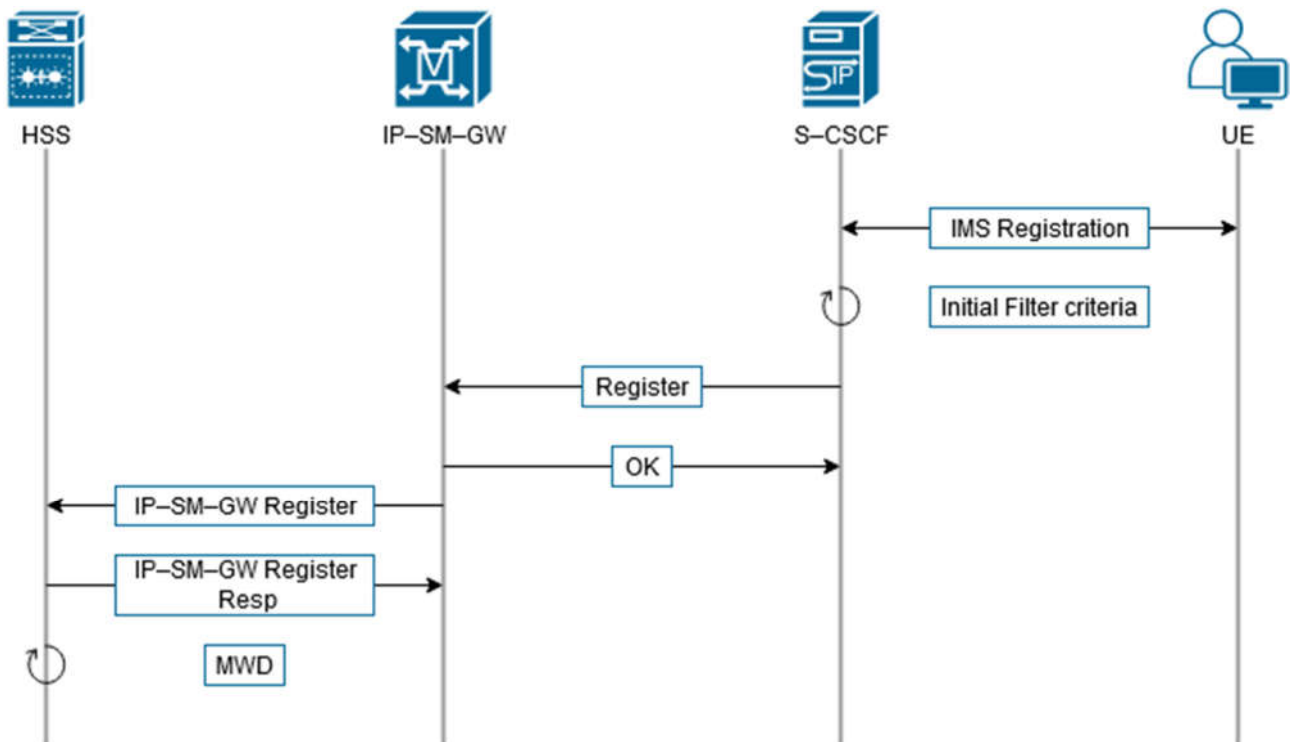 HSS
IP–SM–GW
S–CSCF
UE
IMS Registration
Initial Filter criteria
Register
OK
IP–SM–GW Register
IP–SM–GW Register
Resp
MWD
V
SIP